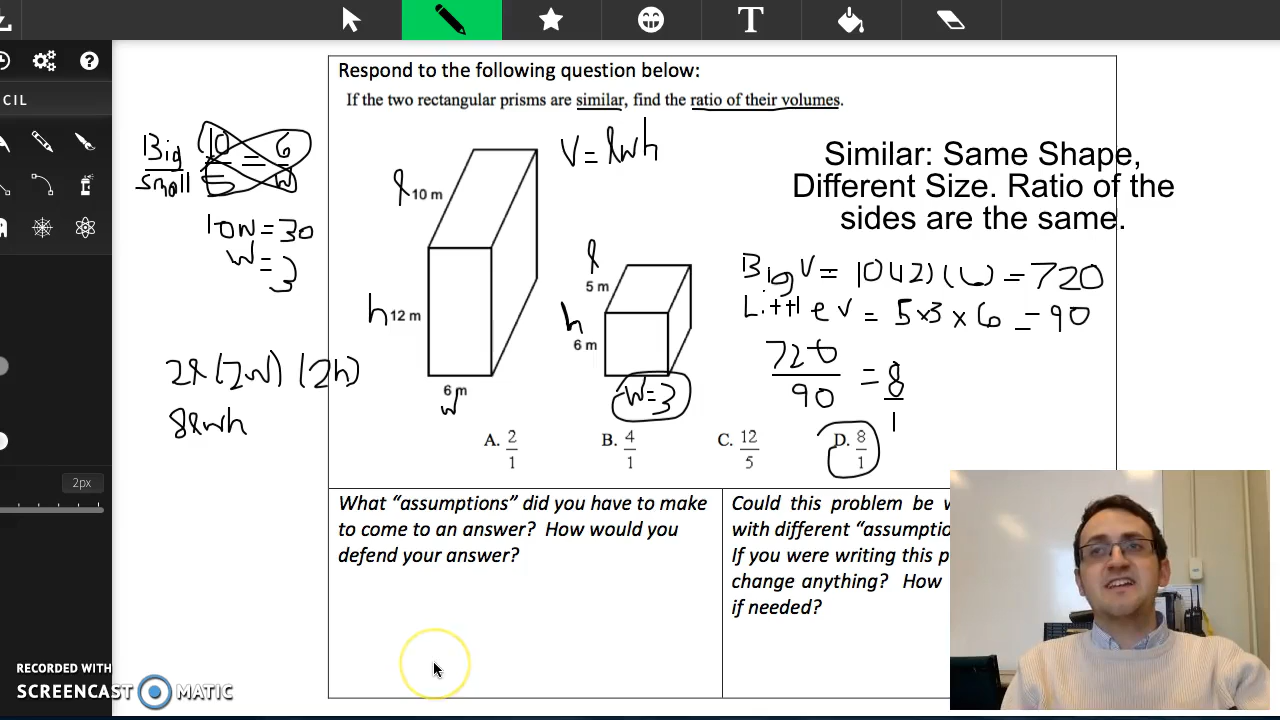 CIL
2px
RECORDED WITH
SCREENCAST MATIC
T
Respond to the following question below:
If the two rectangular prisms are similar, find the ratio of their volumes.
Big
small
10 = 6
5 W
10w = 30
W = 3
2l (2w) (2h)
8lwh
V = lwh
l 10 m
h 12 m
6 m
w
l
5 m
h
6 m
W=3
Similar: Same Shape,
Different Size. Ratio of the
sides are the same.
Big V = 10(12)(6) = 720
Little V = 5x3 x 6 = 90
720
90
= 8
1
A. 2/1
B. 4/1
C. 12/5
D. 8/1
What “assumptions” did you have to make
to come to an answer? How would you
defend your answer?
Could this problem be
with different
If you were writing this
change anything? How
if needed?